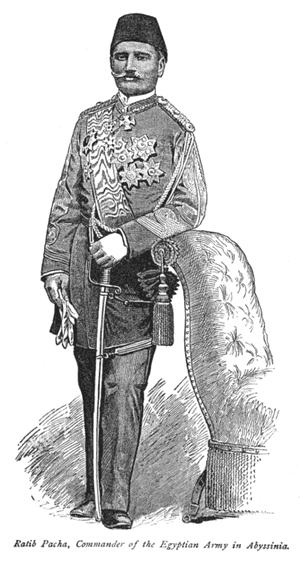 Ratib Pacha, Commander of the Egyptian Army in Abyssinia.